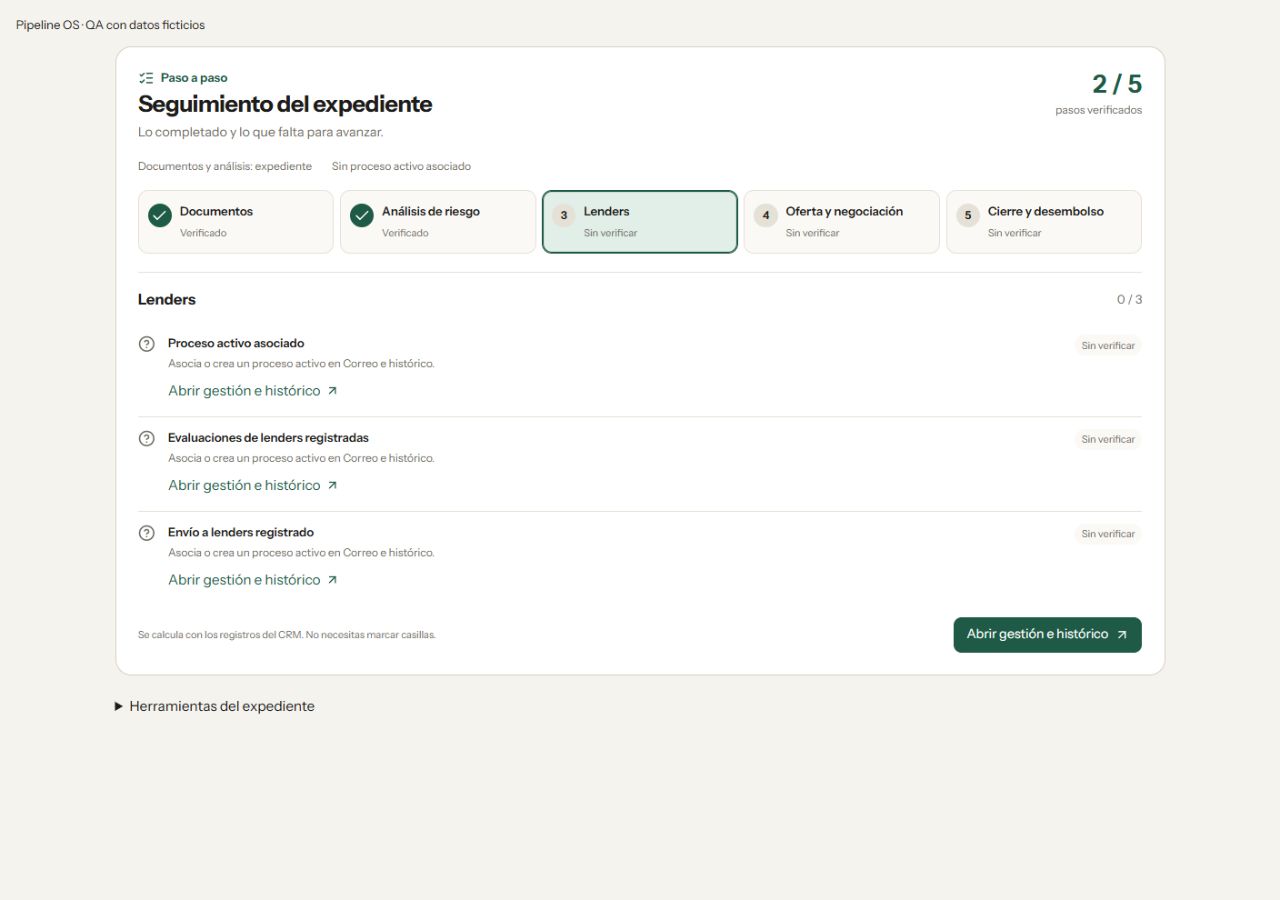 Pipeline OS · QA con datos ficticios
Paso a paso
2 / 5
Seguimiento del expediente
pasos verificados
Lo completado y lo que falta para avanzar.
Documentos y análisis: expediente Sin proceso activo asociado
Documentos
Verificado
Análisis de riesgo
Verificado
3 Lenders
Sin verificar
4 Oferta y negociación
Sin verificar
5 Cierre y desembolso
Sin verificar
Lenders 0 / 3
Proceso activo asociado Sin verificar
Asocia o crea un proceso activo en Correo e histórico.
Abrir gestión e histórico
Evaluaciones de lenders registradas Sin verificar
Asocia o crea un proceso activo en Correo e histórico.
Abrir gestión e histórico
Envío a lenders registrado Sin verificar
Asocia o crea un proceso activo en Correo e histórico.
Abrir gestión e histórico
Se calcula con los registros del CRM. No necesitas marcar casillas.
Abrir gestión e histórico
Herramientas del expediente